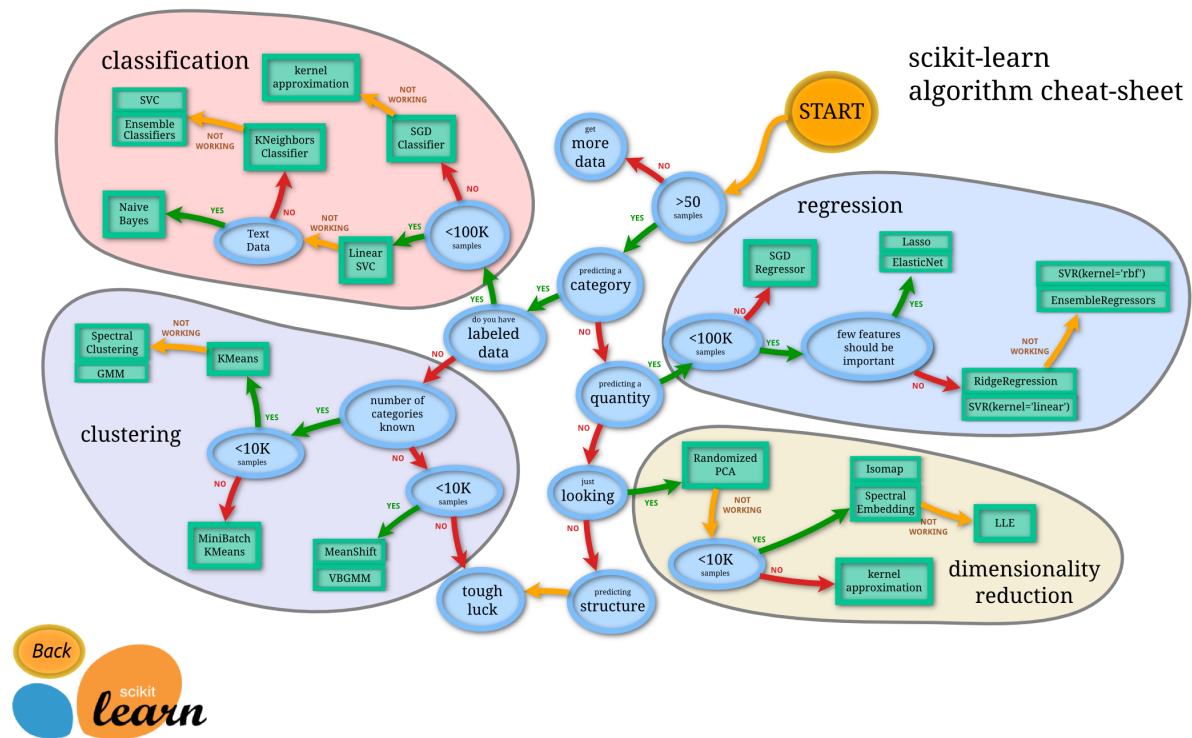 scikit-learn
algorithm cheat-sheet
classification
kernel
approximation
NOT
WORKING
SVC
Ensemble
Classifiers
NOT
WORKING
KNeighbors
Classifier
SGD
Classifier
NO
Naive
Bayes
YES
NO
Text
Data
NOT
WORKING
Linear
SVC
YES
<100K
samples
YES
START
get
more
data
NO
>50
samples
YES
predicting a
category
YES
do you have
labeled
data
NO
NO
predicting a
quantity
YES
NO
just
looking
YES
NO
predicting
structure
tough
luck
regression
SGD
Regressor
NO
<100K
samples
YES
Lasso
ElasticNet
YES
few features
should be
important
NO
SVR(kernel='rbf')
EnsembleRegressors
NOT
WORKING
RidgeRegression
SVR(kernel='linear')
clustering
Spectral
Clustering
GMM
NOT
WORKING
KMeans
YES
<10K
samples
YES
number of
categories
known
NO
NO
MiniBatch
KMeans
<10K
samples
YES
NO
MeanShift
VBGMM
Randomized
PCA
NOT
WORKING
<10K
samples
YES
NO
Isomap
Spectral
Embedding
NOT
WORKING
LLE
kernel
approximation
dimensionality
reduction
Back
scikit
learn